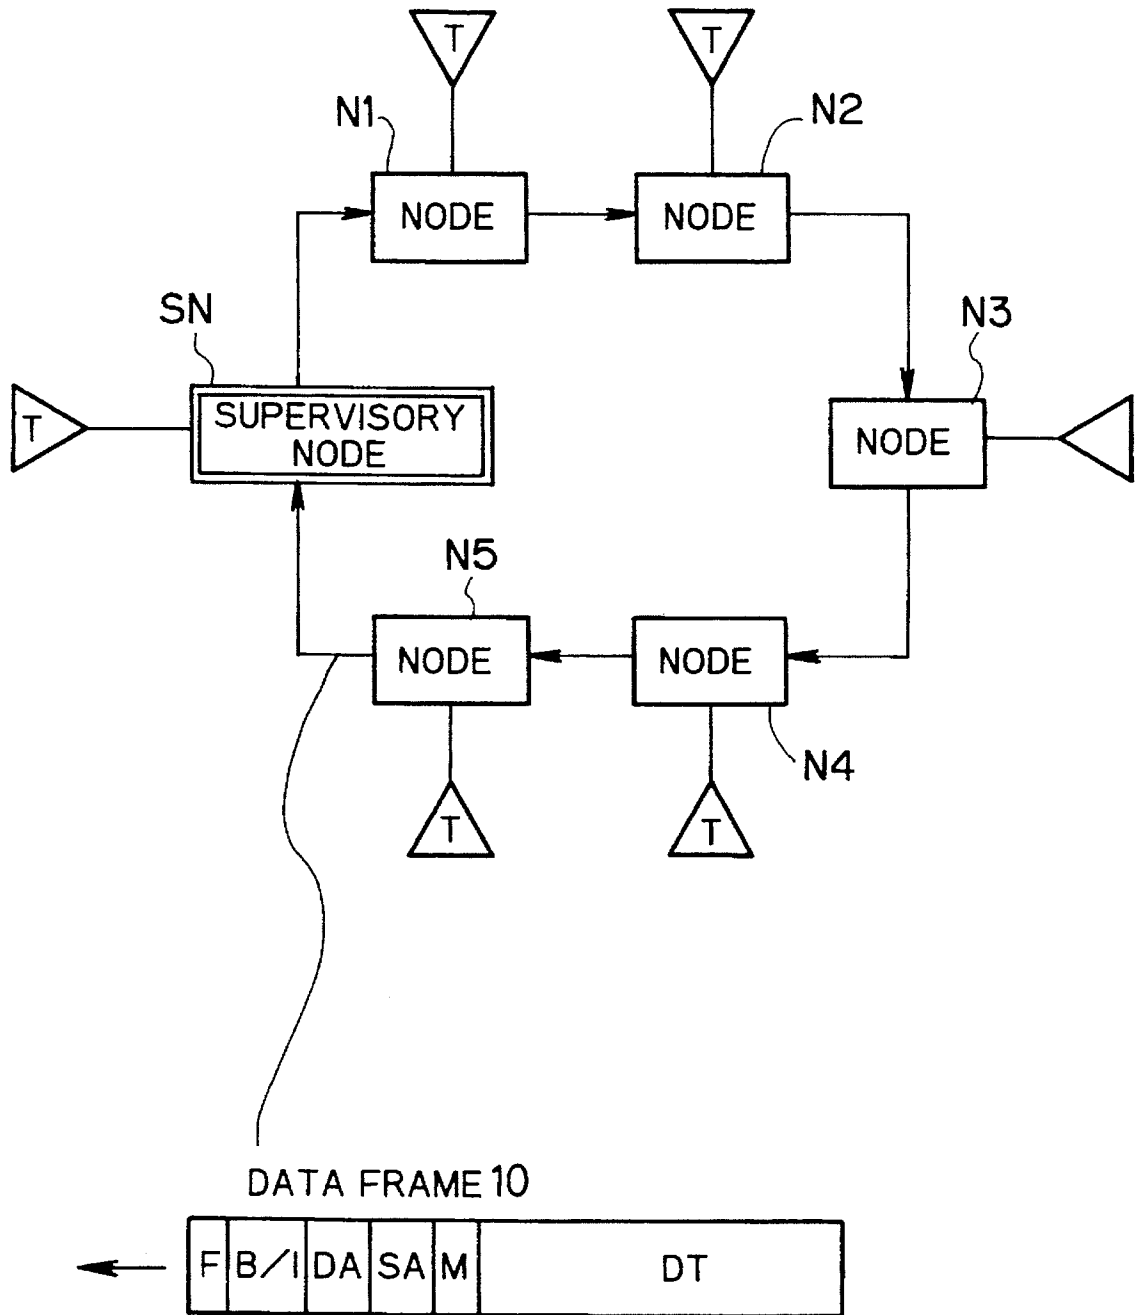 T
T
N1
N2
NODE
NODE
SN
N3
T
SUPERVISORY
NODE
NODE
N5
NODE
NODE
N4
T
T
DATA FRAME 10
F B/I DA SA M DT